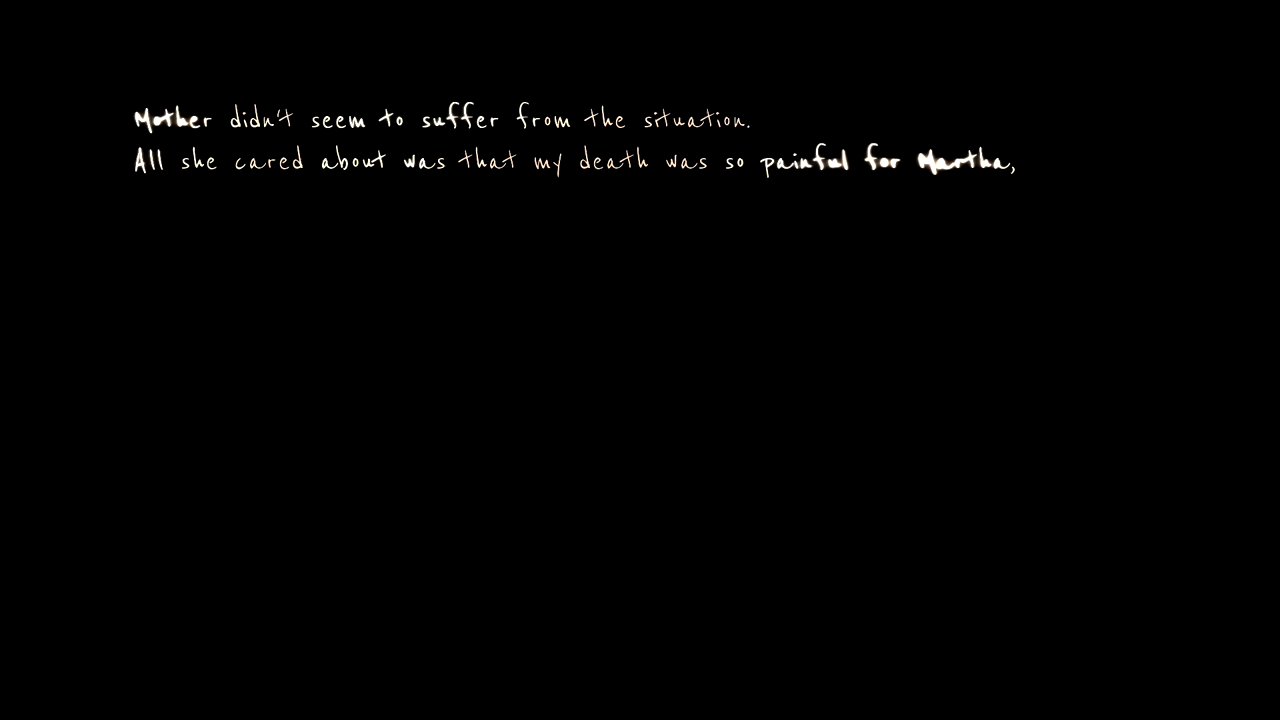 Mother didn't seem to suffer from the situation.
All she cared about was that my death was so painful for Martha,